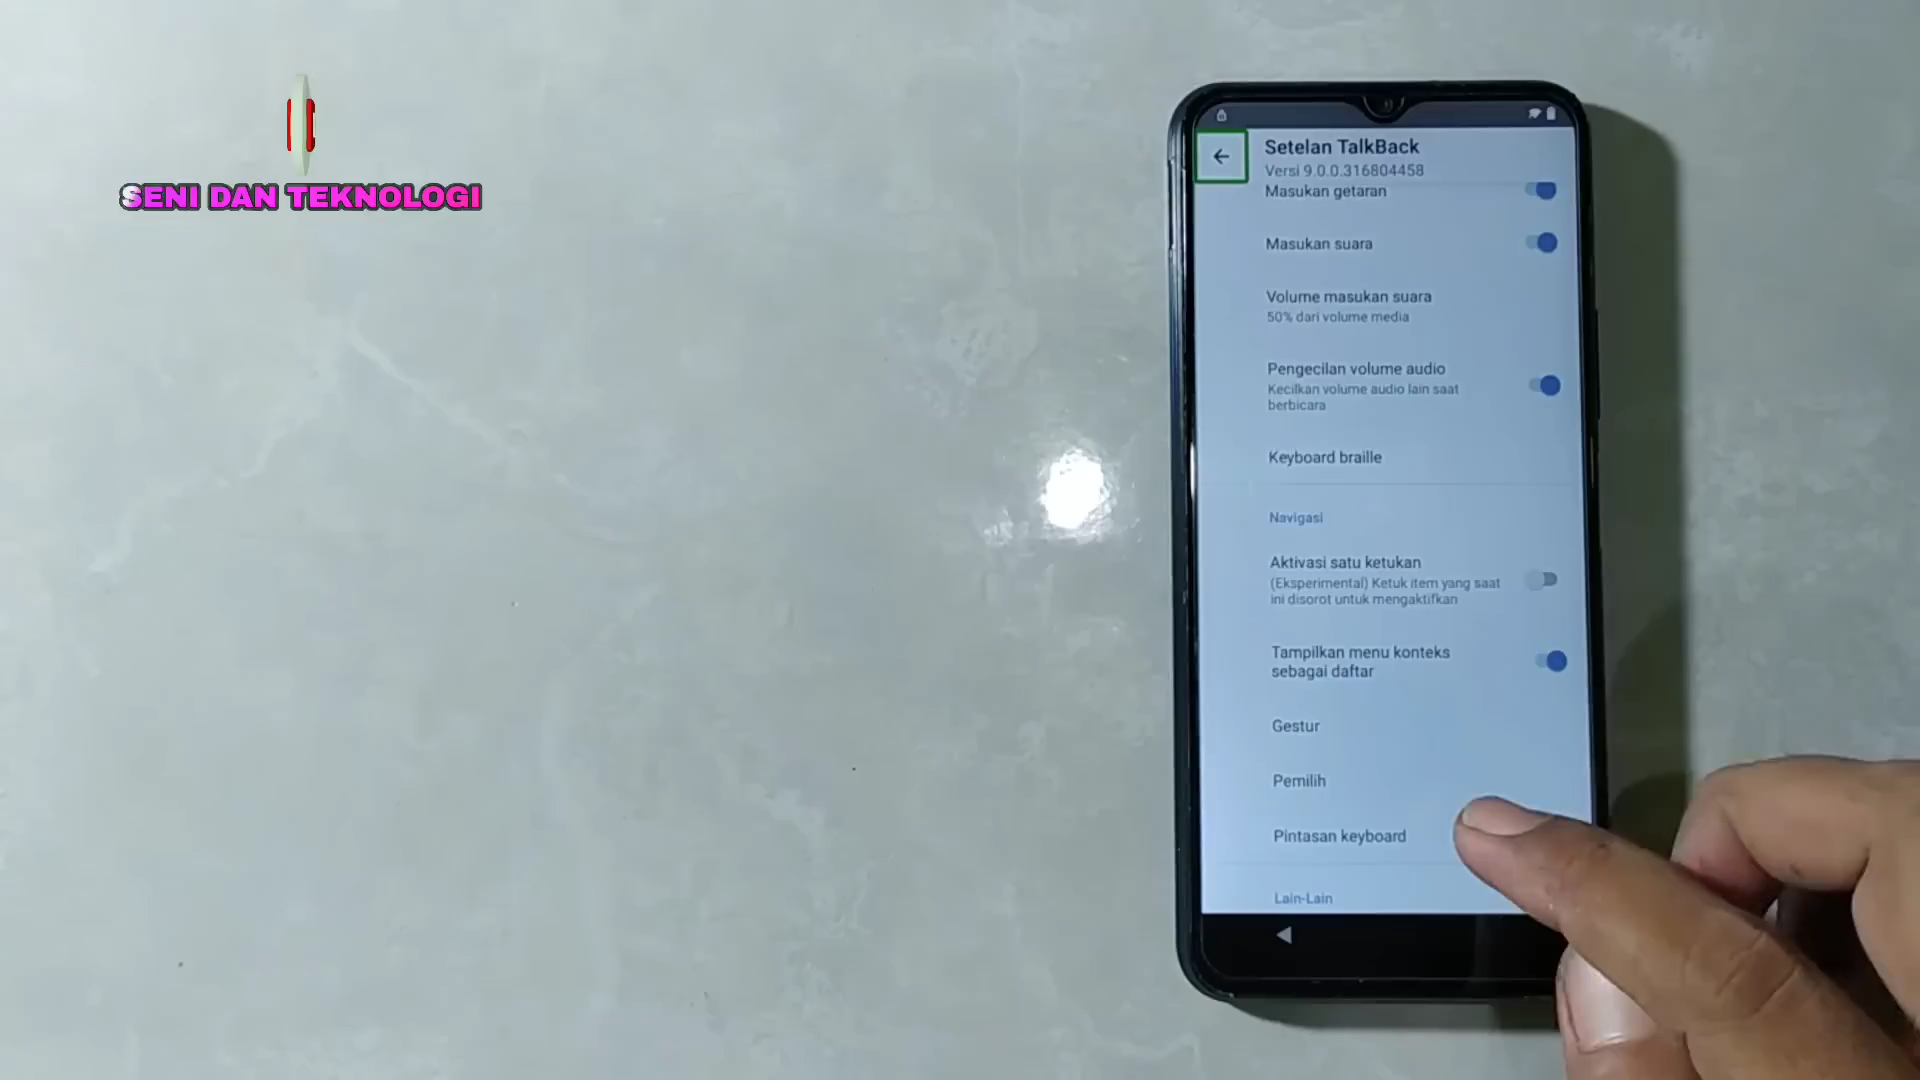 SENI DAN TEKNOLOGI
Setelan TalkBack
Versi 9.0.0.316804458
Masukan getaran
Masukan suara
Volume masukan suara
50% dari volume media
Pengecilan volume audio
Kecilkan volume audio lain saat
berbicara
Keyboard braille
Navigasi
Aktivasi satu ketukan
(Eksperimental) Ketuk item yang saat
ini disorot untuk mengaktifkan
Tampilkan menu konteks
sebagai daftar
Gestur
Pemilih
Pintasan keyboard
Lain-Lain